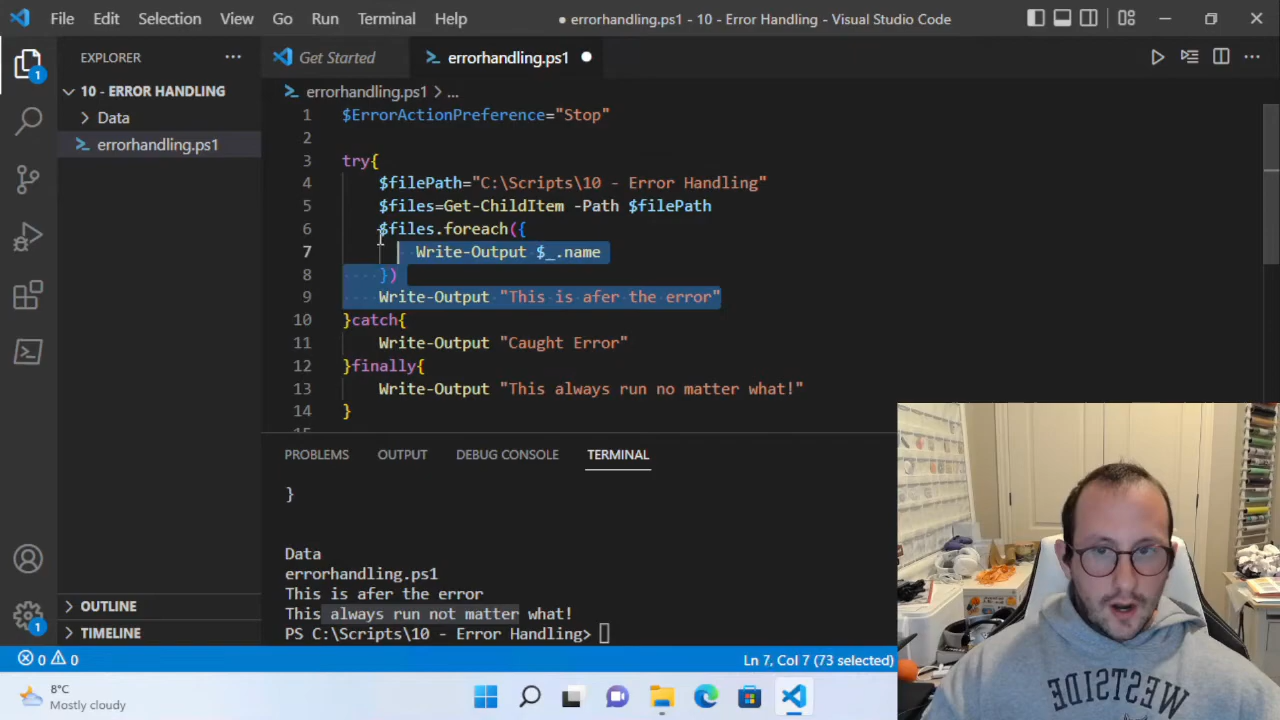 File Edit Selection View Go Run Terminal Help
● errorhandling.ps1 - 10 - Error Handling - Visual Studio Code
EXPLORER
Get Started
errorhandling.ps1
10 - ERROR HANDLING
Data
errorhandling.ps1
errorhandling.ps1 > ...
1 $ErrorActionPreference="Stop"
2
3 try{
4 $filePath="C:\Scripts\10 - Error Handling"
5 $files=Get-ChildItem -Path $filePath
6 $files.foreach({
7 Write-Output $_.name
8 })
9 Write-Output "This is afer the error"
10 }catch{
11 Write-Output "Caught Error"
12 }finally{
13 Write-Output "This always run no matter what!"
14 }
15
PROBLEMS OUTPUT DEBUG CONSOLE TERMINAL
}
Data
errorhandling.ps1
This is afer the error
This always run not matter what!
PS C:\Scripts\10 - Error Handling>
1
1
OUTLINE
TIMELINE
0 0
Ln 7, Col 7 (73 selected)
8°C
Mostly cloudy
WESTSIDE